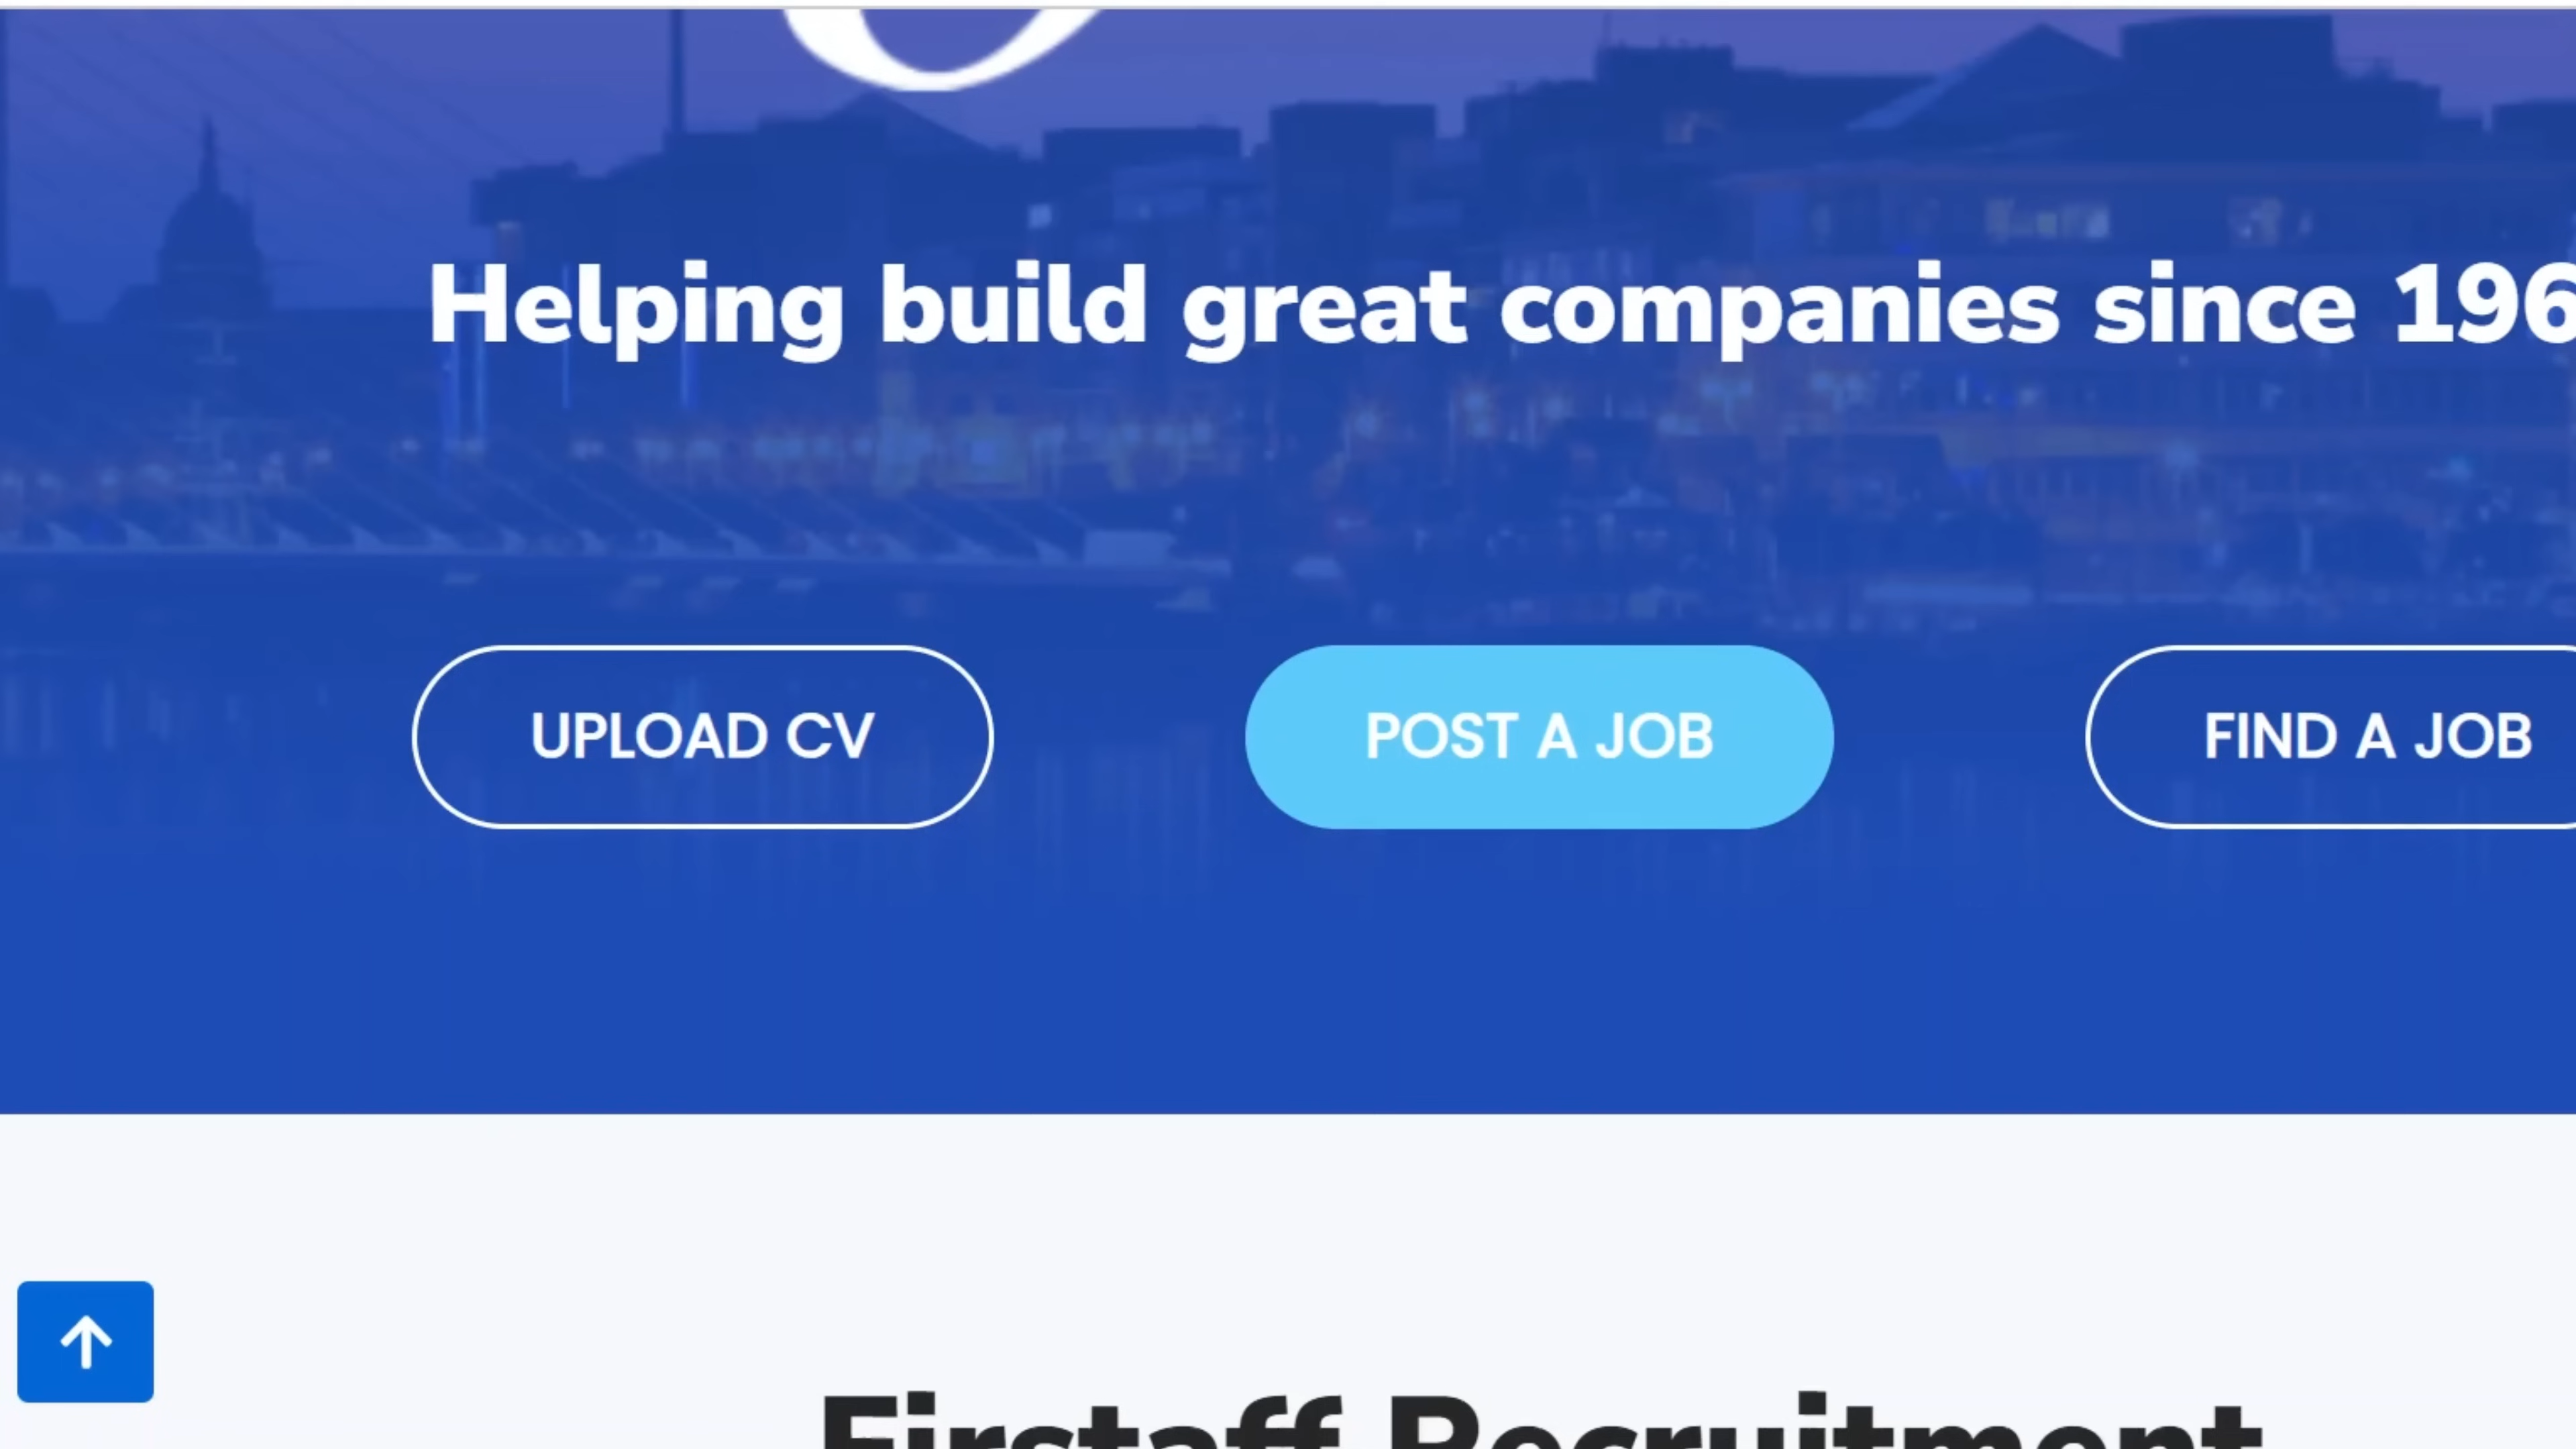 Helping build great companies since 196
UPLOAD CV
POST A JOB
FIND A JOB
Firstaff Recruitment